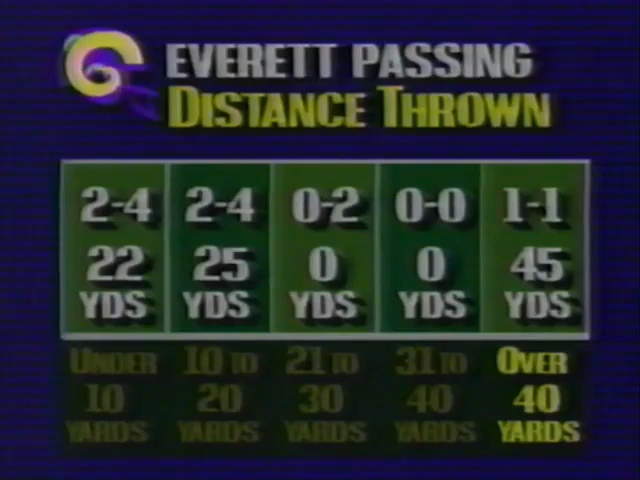 EVERETT PASSING
DISTANCE THROWN
2-4 2-4 0-2 0-0 1-1
22 25 0 0 45
YDS YDS YDS YDS YDS
UNDER 10 TO 21 TO 31 TO OVER
10 20 30 40 40
YARDS YARDS YARDS YARDS YARDS